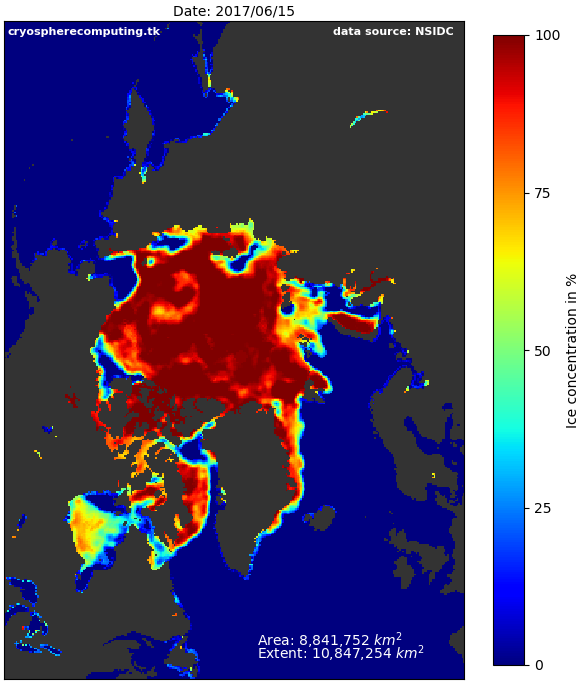 Date: 2017/06/15
cryospherecomputing.tk data source: NSIDC
100
75
50
25
0
Ice concentration in %
Area: 8,841,752 km²
Extent: 10,847,254 km²